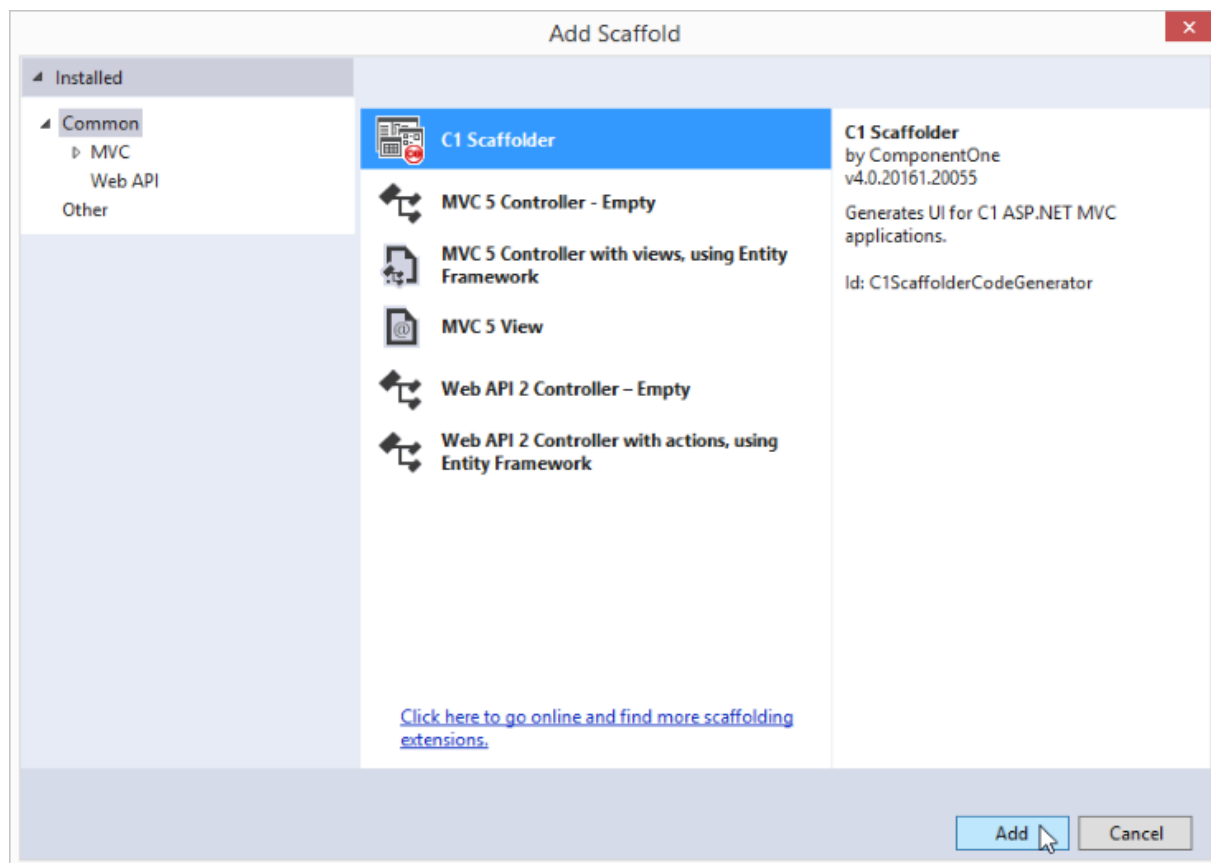 Add Scaffold
Installed
Common
MVC
Web API
Other
C1 Scaffolder
MVC 5 Controller - Empty
MVC 5 Controller with views, using Entity
Framework
MVC 5 View
Web API 2 Controller – Empty
Web API 2 Controller with actions, using
Entity Framework
Click here to go online and find more scaffolding
extensions.
C1 Scaffolder
by ComponentOne
v4.0.20161.20055
Generates UI for C1 ASP.NET MVC
applications.
Id: C1ScaffolderCodeGenerator
Add
Cancel